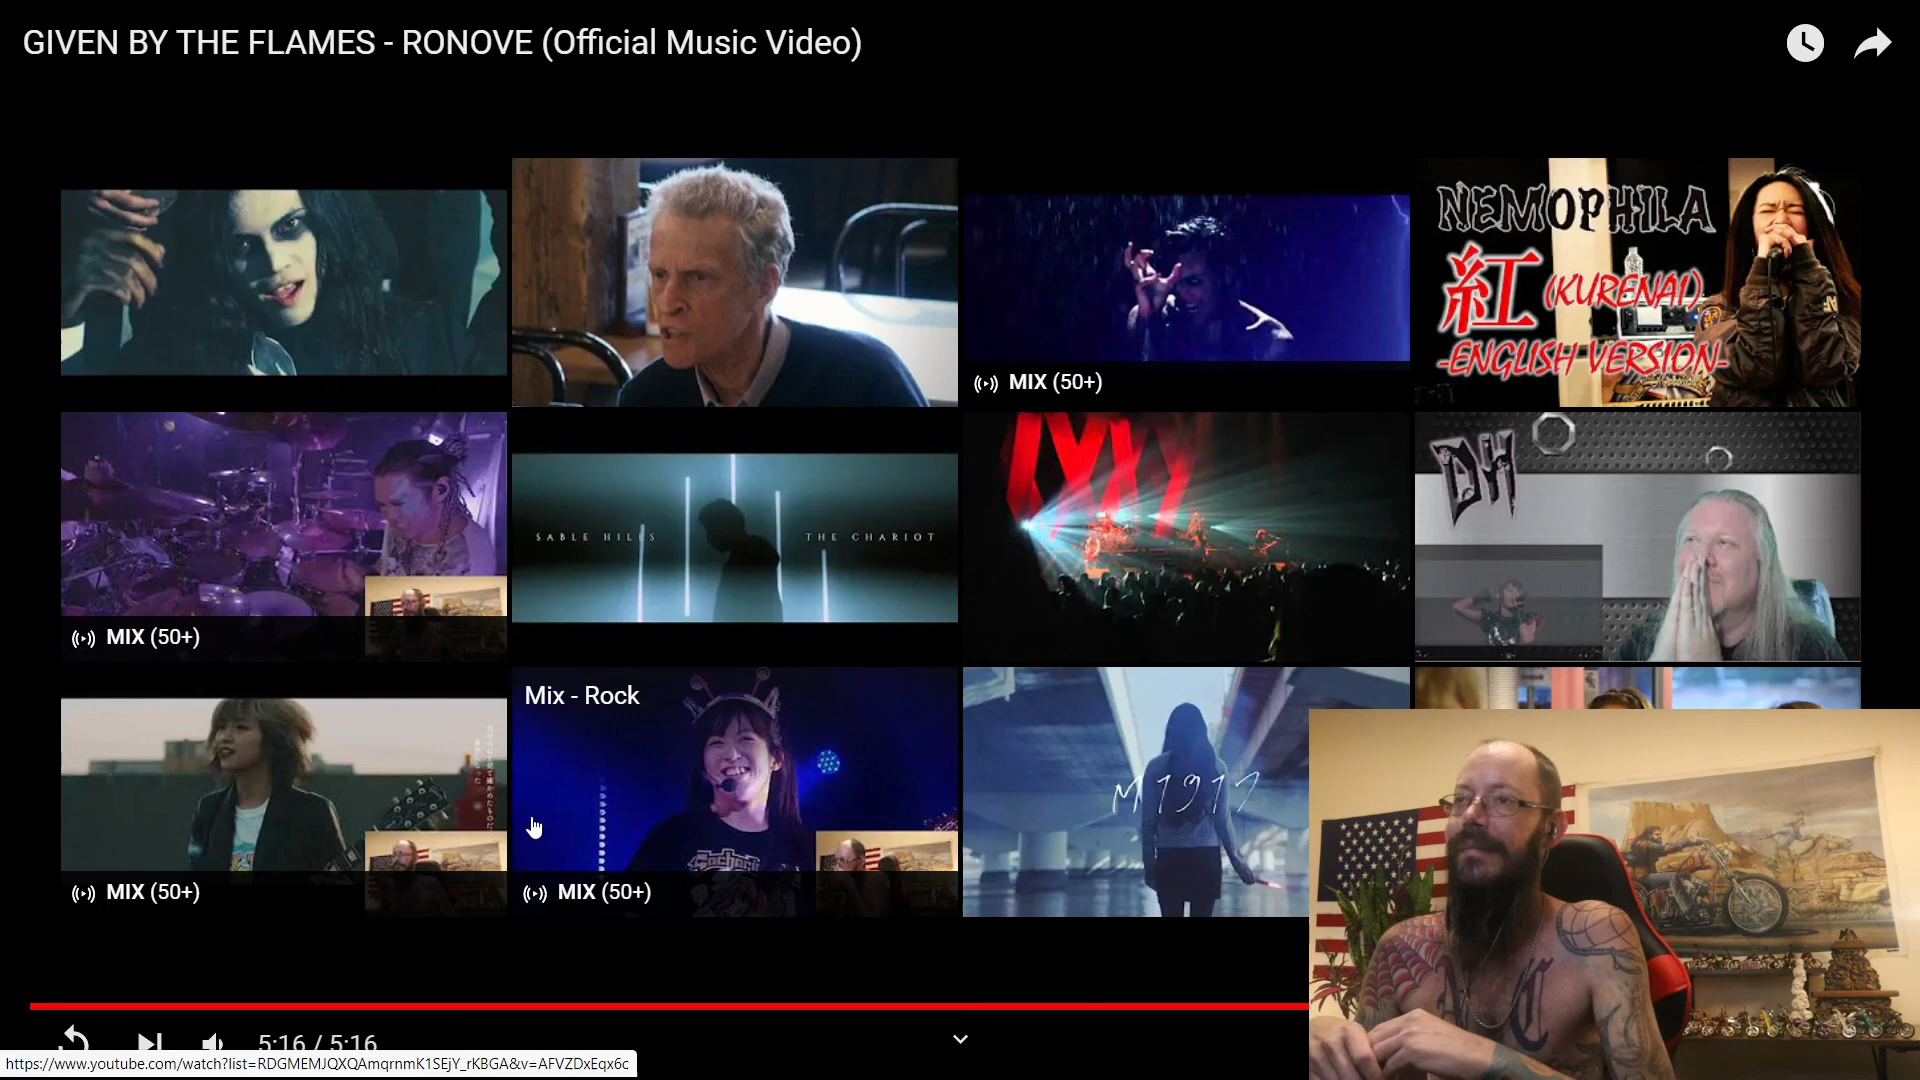 GIVEN BY THE FLAMES - RONOVE (Official Music Video)
NEMOPHILA
紅 (KURENAI)
-ENGLISH VERSION-
MIX (50+)
SABLE HILLS THE CHARIOT
DH
MIX (50+)
Mix - Rock
M1917
MIX (50+)
MIX (50+)
5:16 / 5:16
https://www.youtube.com/watch?list=RDGMEMJQXQAmqrnmK1SEjY_rKBGA&v=AFVZDxEqx6c